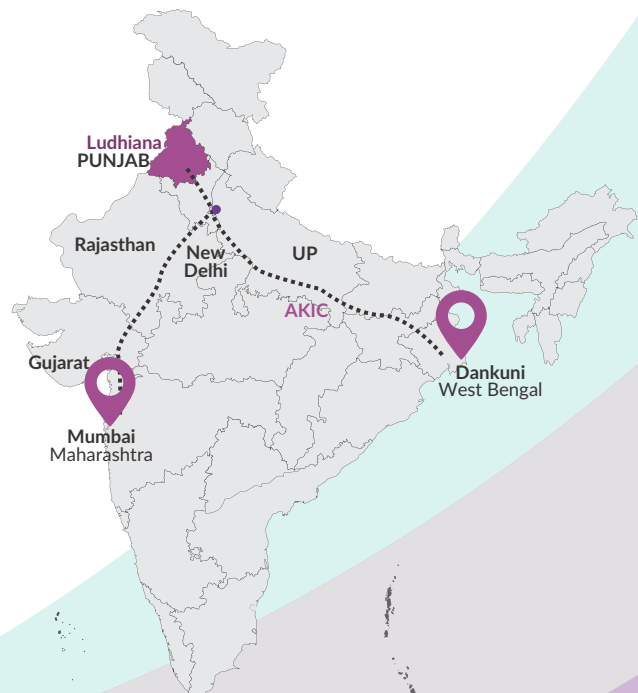 Ludhiana
PUNJAB
Rajasthan
New
Delhi
UP
AKIC
Gujarat
Dankuni
West Bengal
Mumbai
Maharashtra